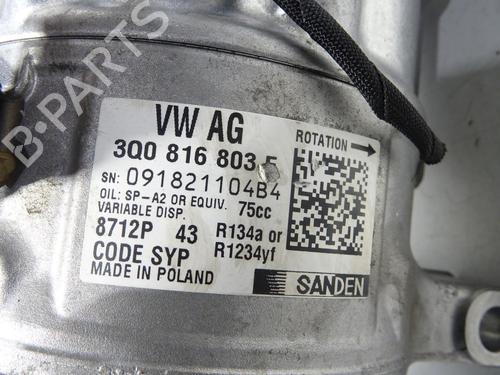 VW AG
ROTATION
3Q0 816 803
SN: 091821104B4
OIL: SP-A2 OR EQUIV. 75cc
VARIABLE DISP.
8712P 43 R134a or
CODE SYP R1234yf
MADE IN POLAND
SANDEN
B-PARTS